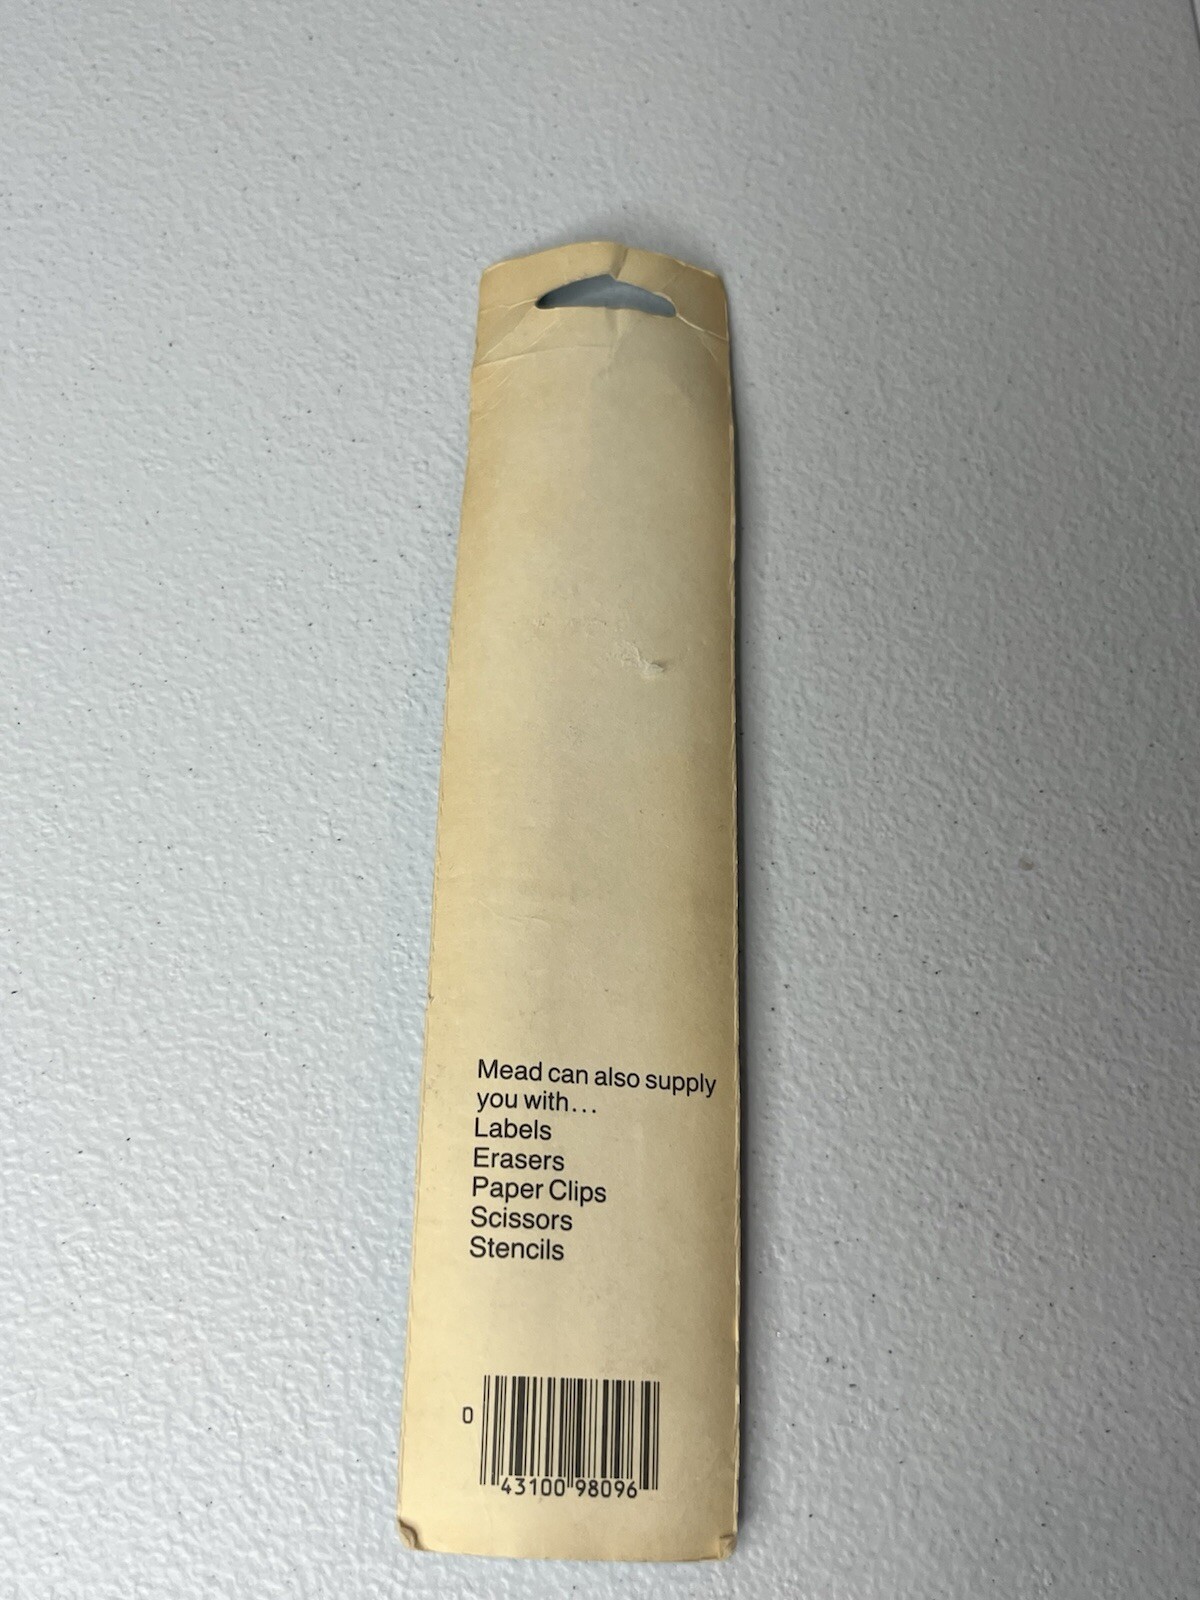 Mead can also supply
you with...
Labels
Erasers
Paper Clips
Scissors
Stencils
0 43100 98096